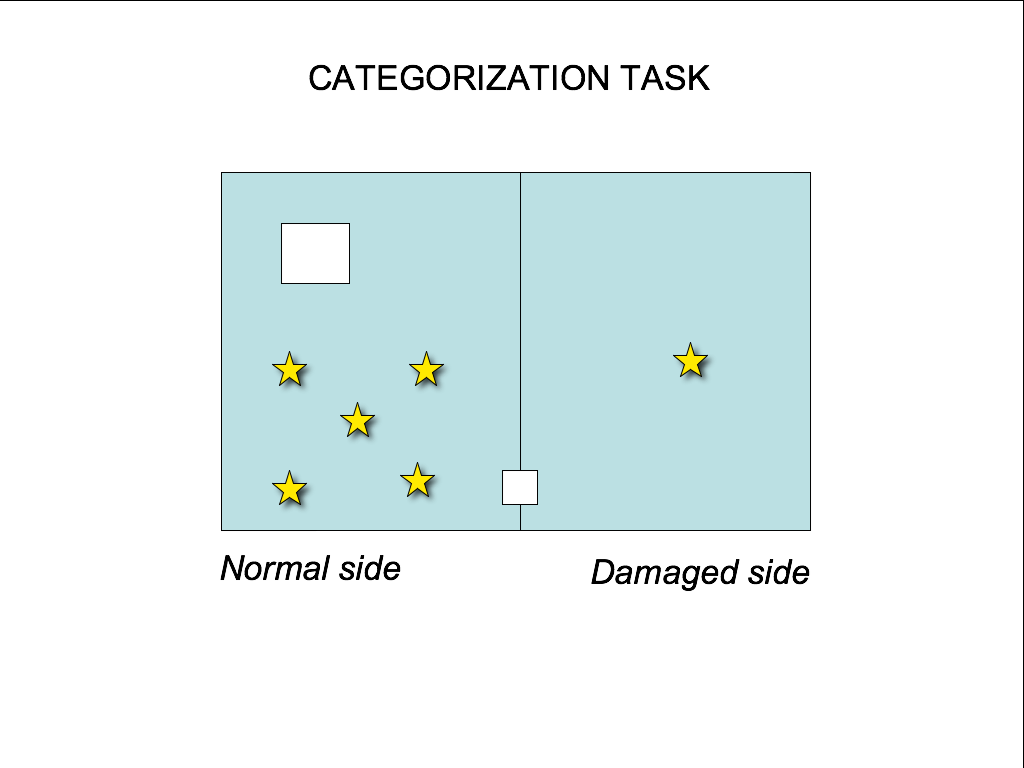 CATEGORIZATION TASK
Normal side
Damaged side